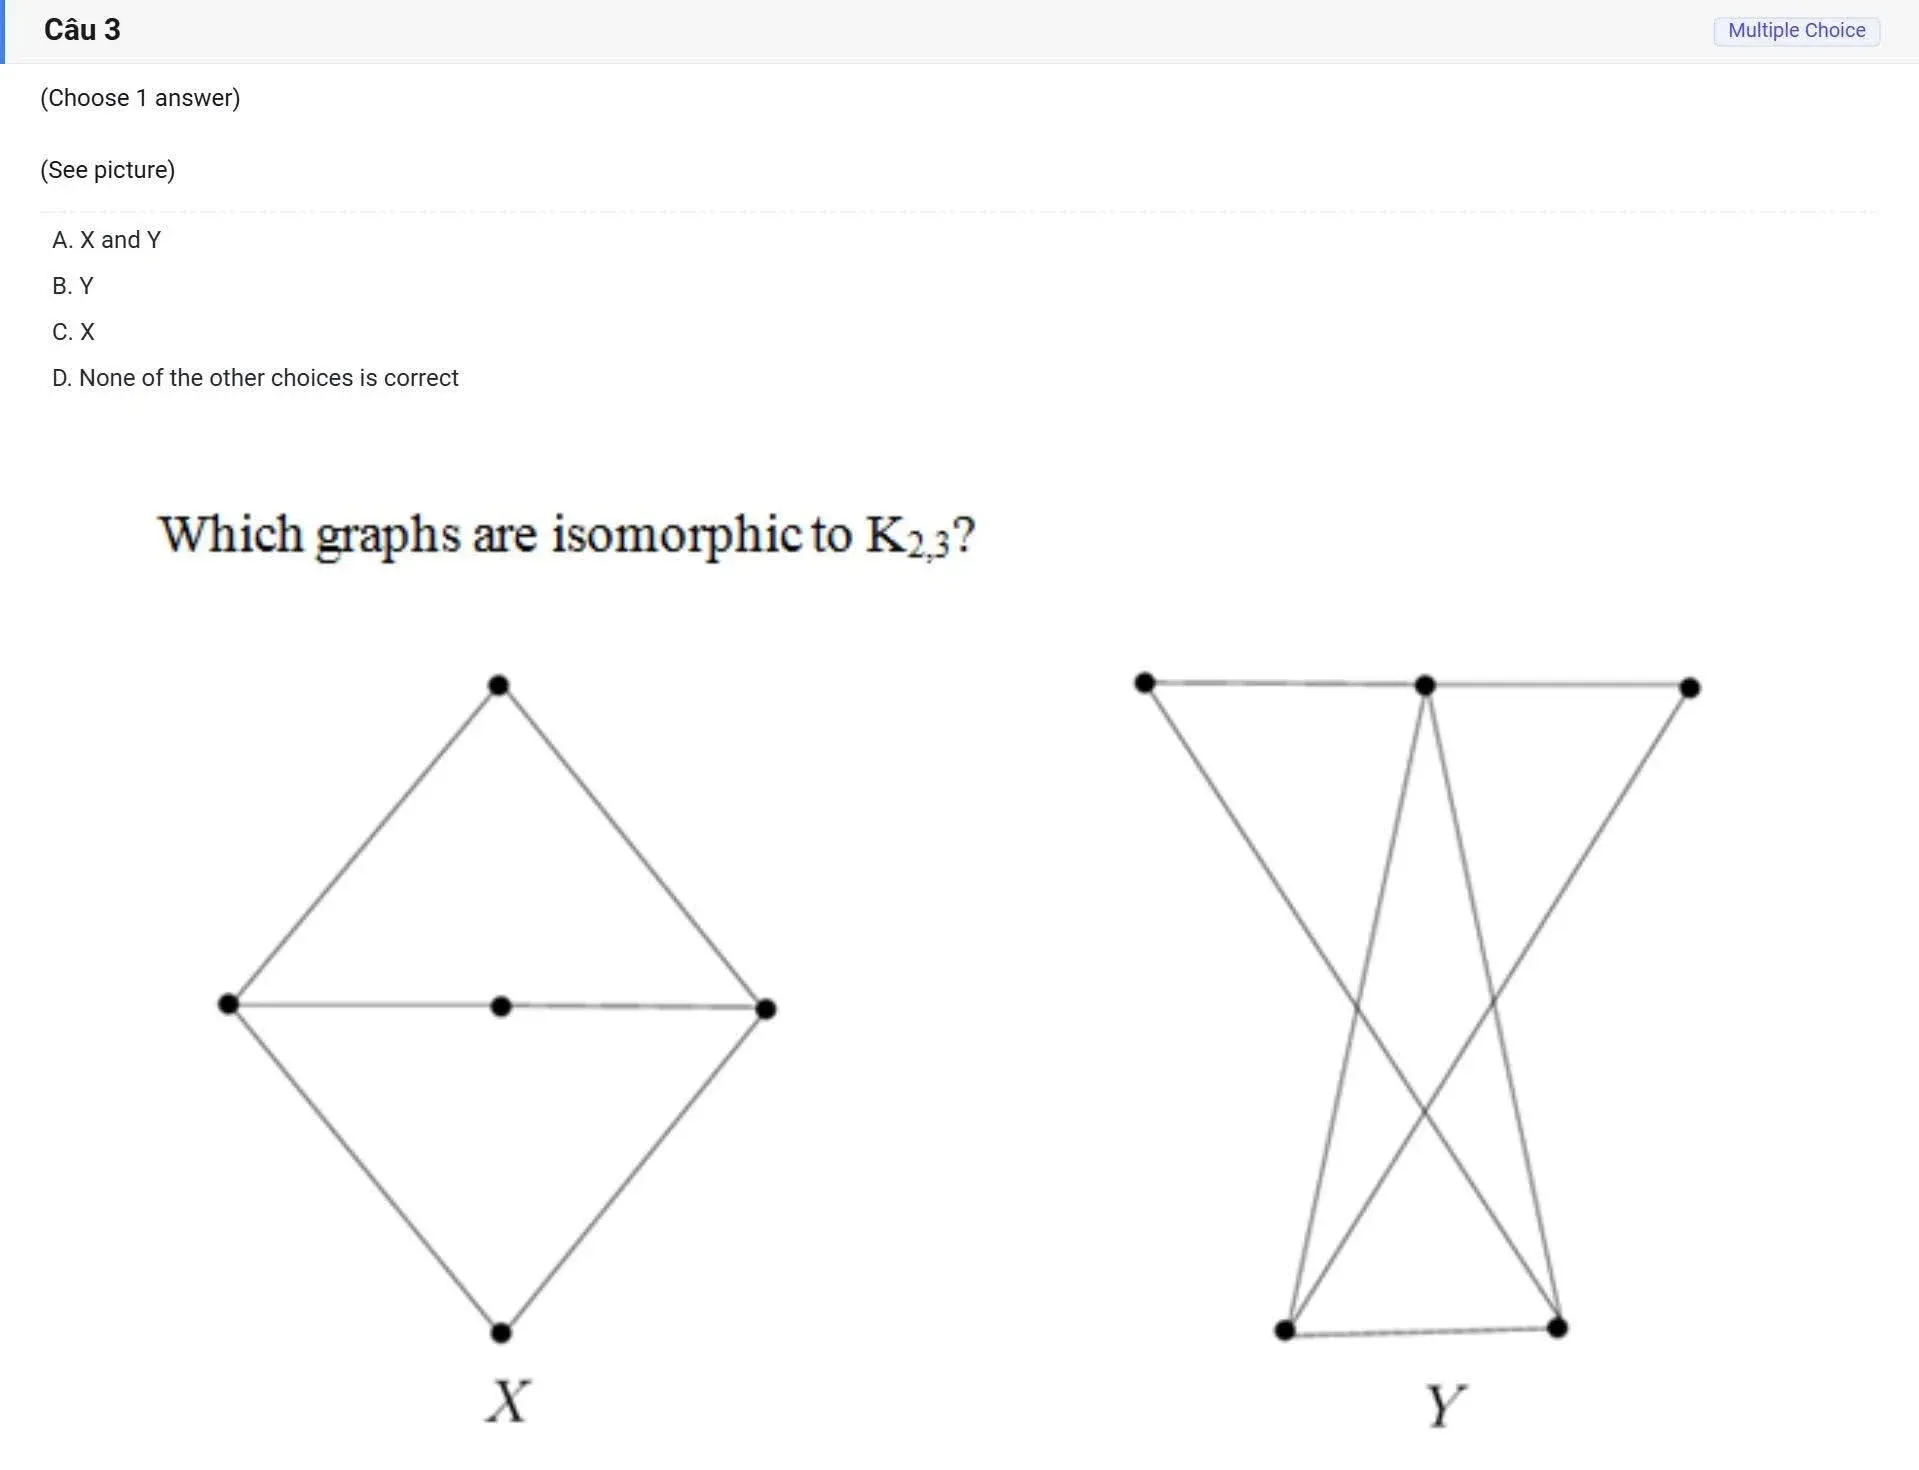 Câu 3
Multiple Choice
(Choose 1 answer)
(See picture)
A. X and Y
B. Y
C. X
D. None of the other choices is correct
Which graphs are isomorphic to K2,3?
X
Y